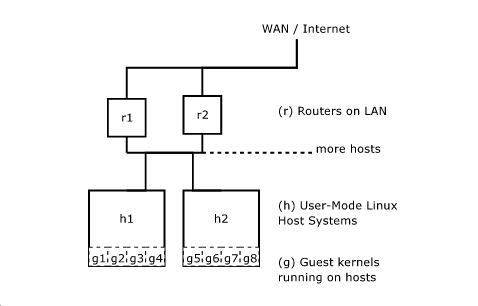 WAN / Internet
r1
r2
(r) Routers on LAN
more hosts
h1
h2
(h) User-Mode Linux
Host Systems
g1 g2 g3 g4
g5 g6 g7 g8
(g) Guest kernels
running on hosts